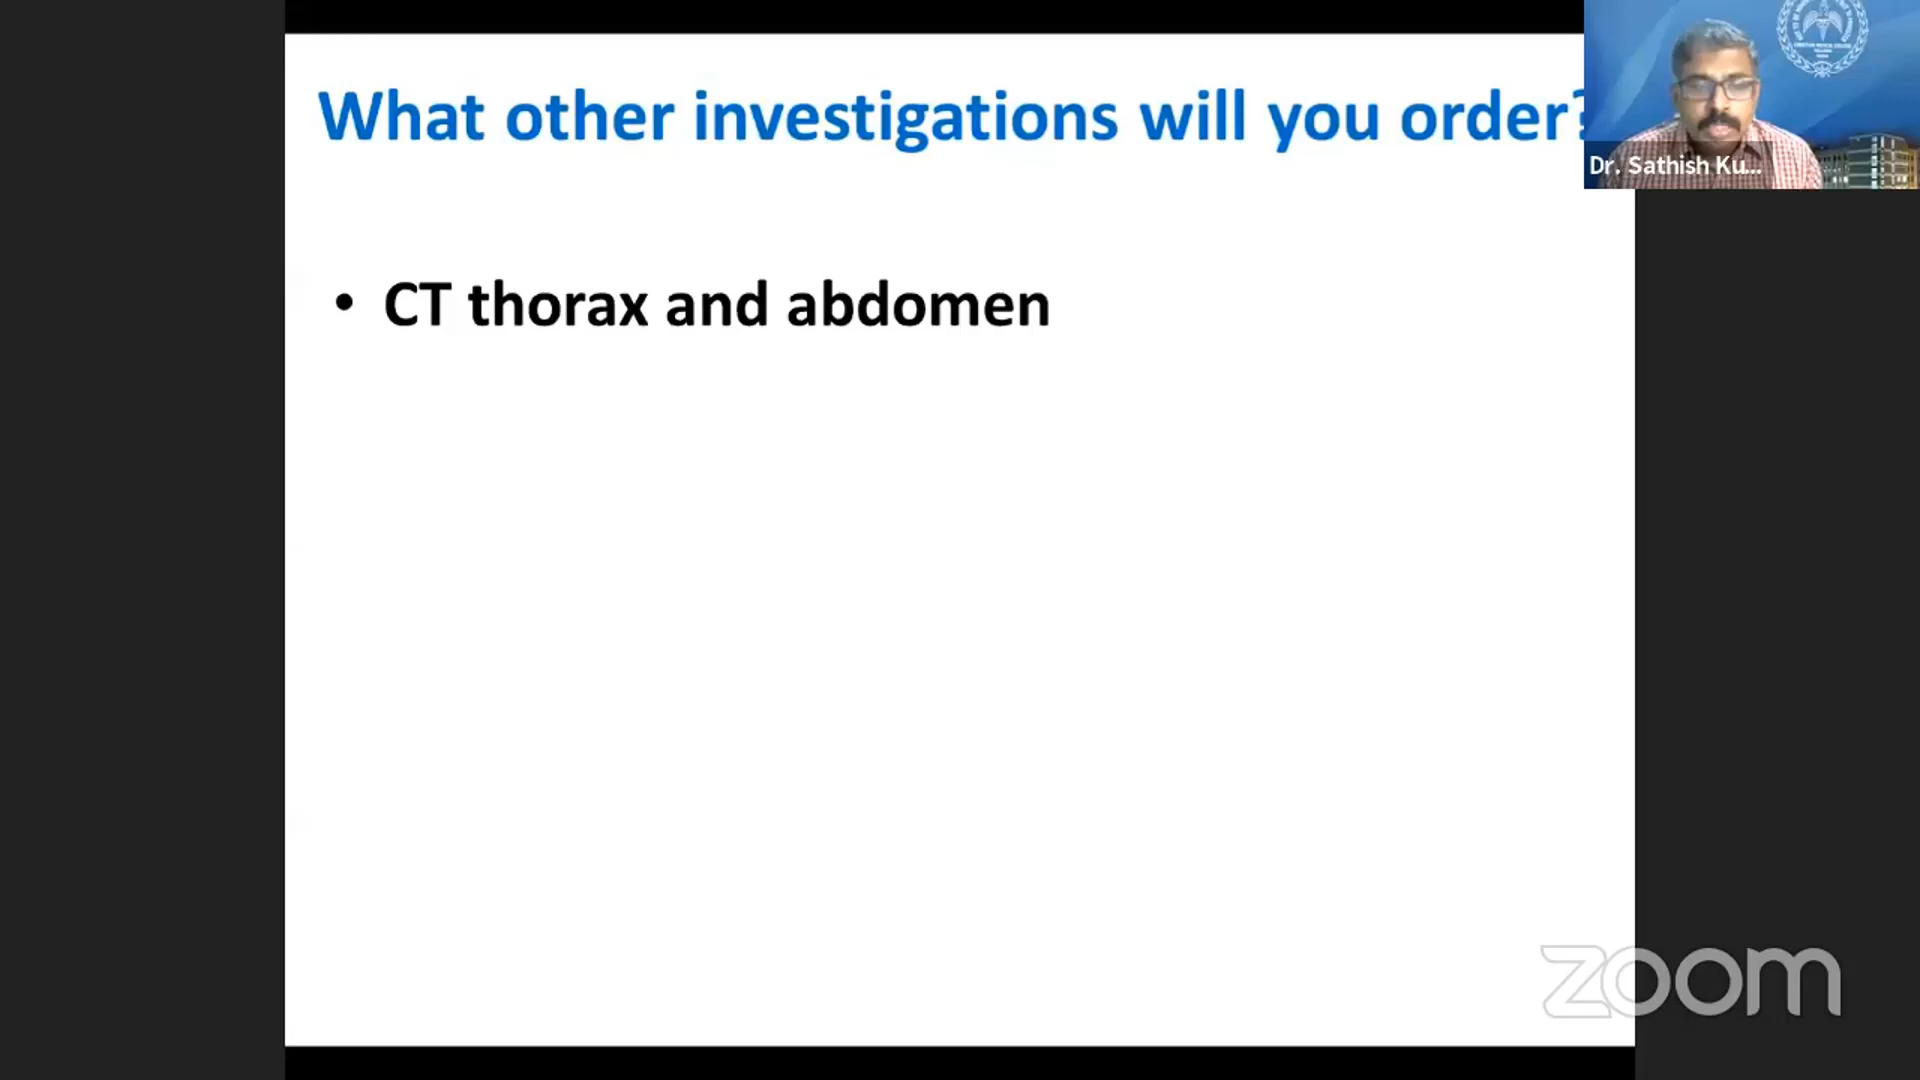 What other investigations will you order?
Dr. Sathish Ku...
• CT thorax and abdomen
zoom